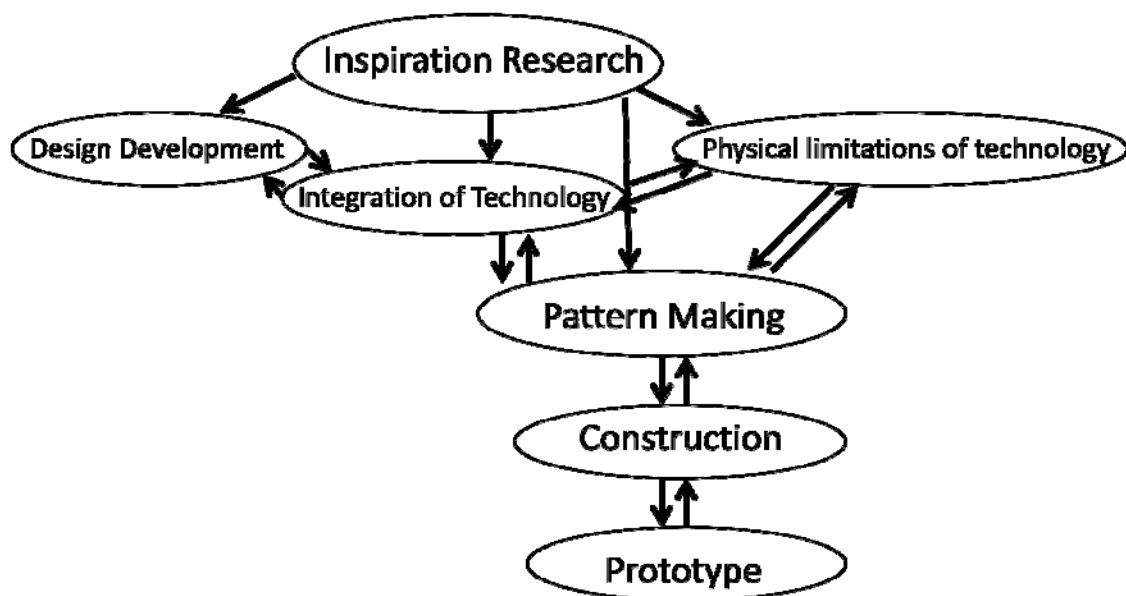 Inspiration Research
Design Development
Physical limitations of technology
Integration of Technology
Pattern Making
Construction
Prototype